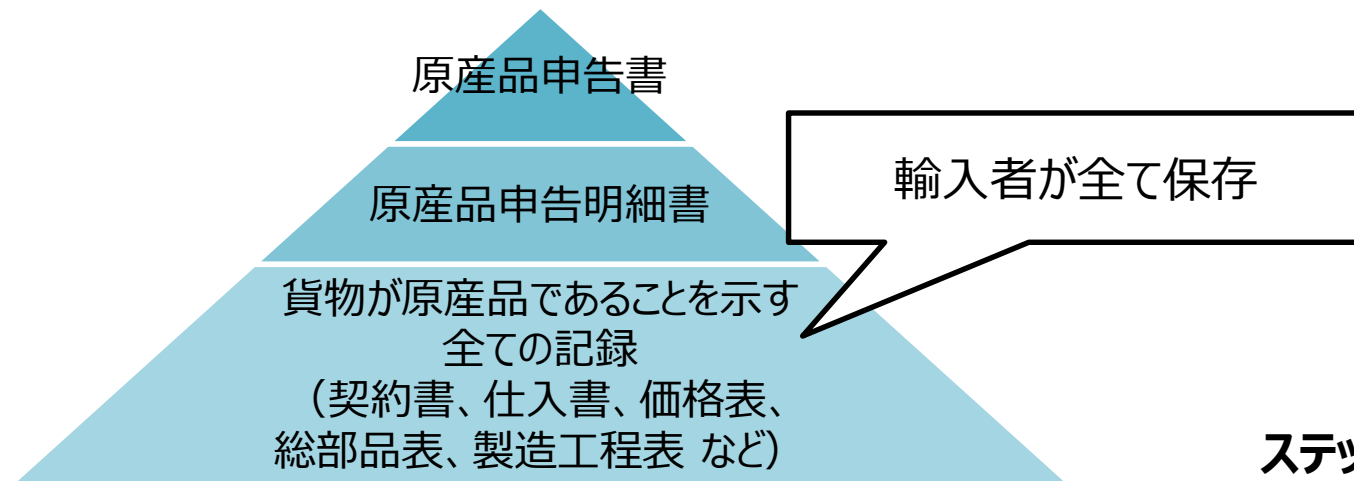 原産品申告書
輸入者が全て保存
原産品申告明細書
貨物が原産品であることを示す
全ての記録
（契約書、仕入書、価格表、
総部品表、製造工程表 など）
ステッ